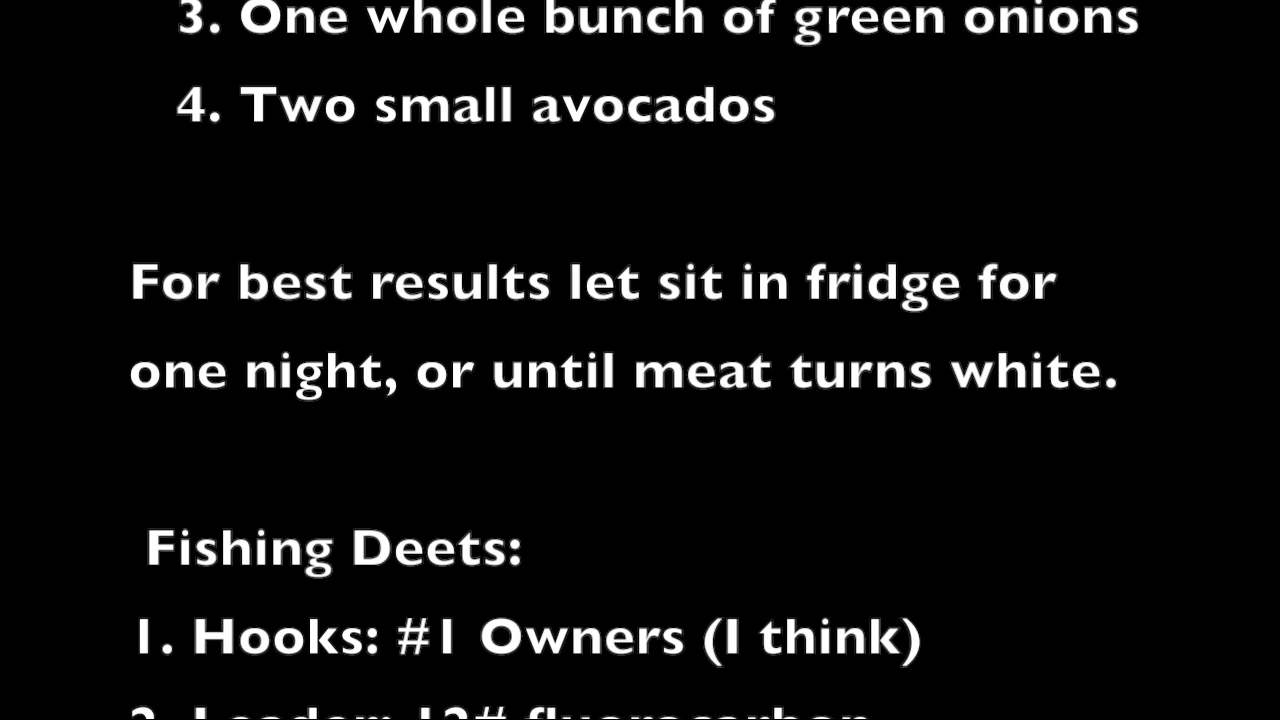 3. One whole bunch of green onions
4. Two small avocados
For best results let sit in fridge for
one night, or until meat turns white.
Fishing Deets:
1. Hooks: #1 Owners (I think)
2. Leader: 12# fluorocarbon